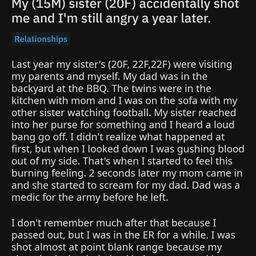 My (15M) sister (20F) accidentally shot
me and I'm still angry a year later.
Relationships
Last year my sister's (20F, 22F,22F) were visiting
my parents and myself. My dad was in the
backyard at the BBQ. The twins were in the
kitchen with mom and I was on the sofa with my
other sister watching football. My sister reached
into her purse for something and I heard a loud
bang go off. I didn't realize what happened at
first, but when I looked down I was gushing blood
out of my side. That's when I started to feel this
burning feeling. 2 seconds later my mom came in
and she started to scream for my dad. Dad was a
medic for the army before he left.
I don't remember much after that because I
passed out, but I was in the ER for a while. I was
shot almost at point blank range because my